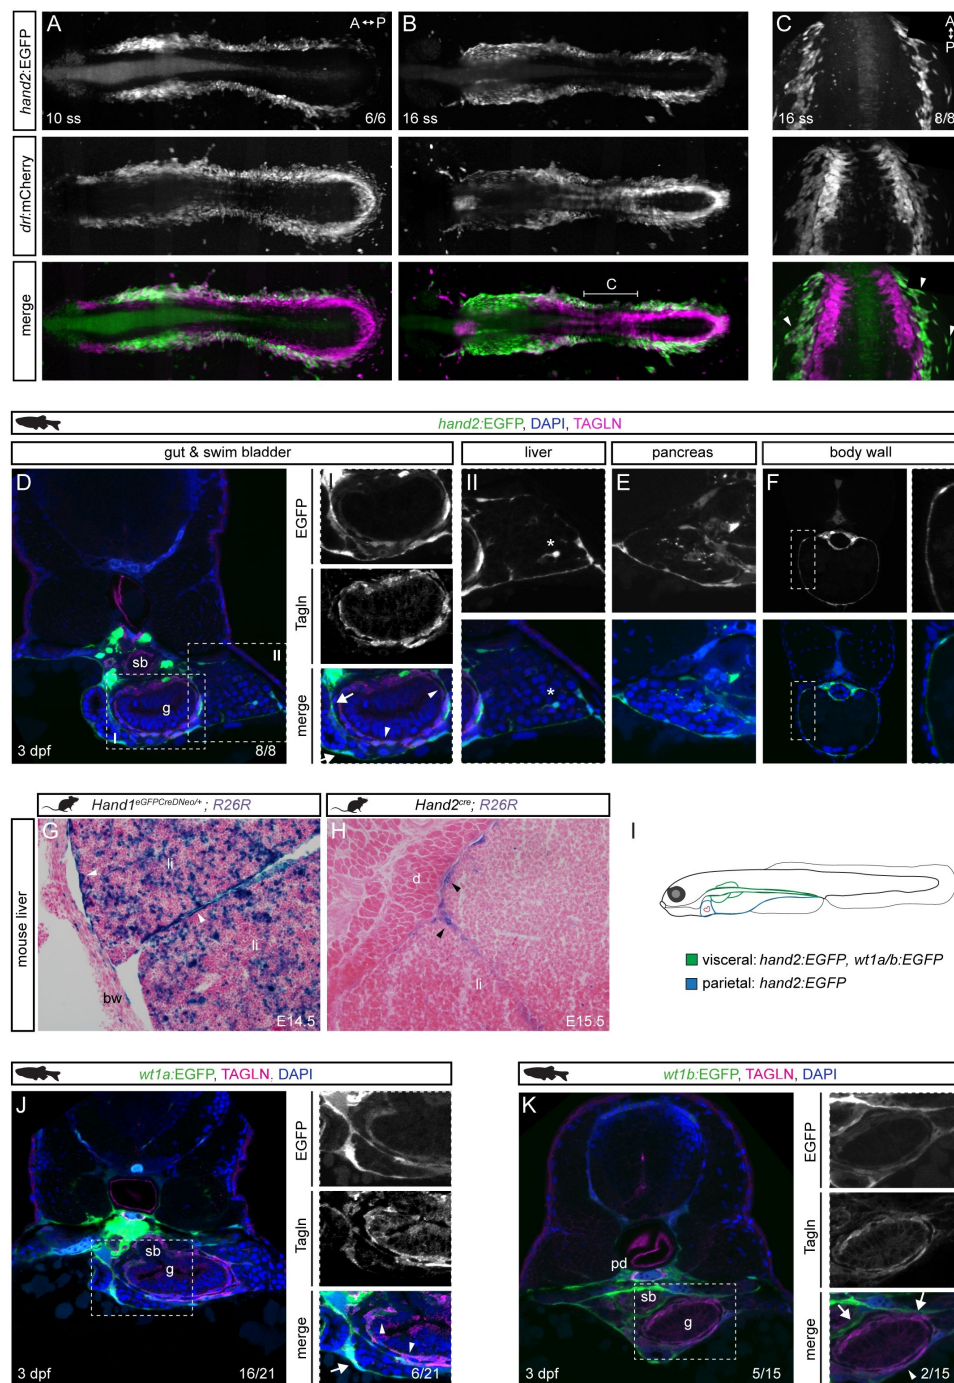 A
A ↔ P
B
C
A
↕
P
hand2:EGFP
10 ss
6/6
16 ss
16 ss
8/8
drl:mCherry
merge
C
hand2:EGFP, DAPI, TAGLN
gut & swim bladder
liver
pancreas
body wall
D
I
II
E
F
EGFP
Tagln
merge
*
*
II
sb
g
I
3 dpf
8/8
Hand1eGFPCreDNeo/+; R26R
Hand2cre; R26R
mouse liver
G
li
li
bw
E14.5
H
d
li
E15.5
I
visceral: hand2:EGFP, wt1a/b:EGFP
parietal: hand2:EGFP
wt1a:EGFP, TAGLN, DAPI
wt1b:EGFP, TAGLN, DAPI
J
sb
g
3 dpf
16/21
EGFP
Tagln
merge
6/21
K
pd
sb
g
3 dpf
5/15
EGFP
Tagln
merge
2/15